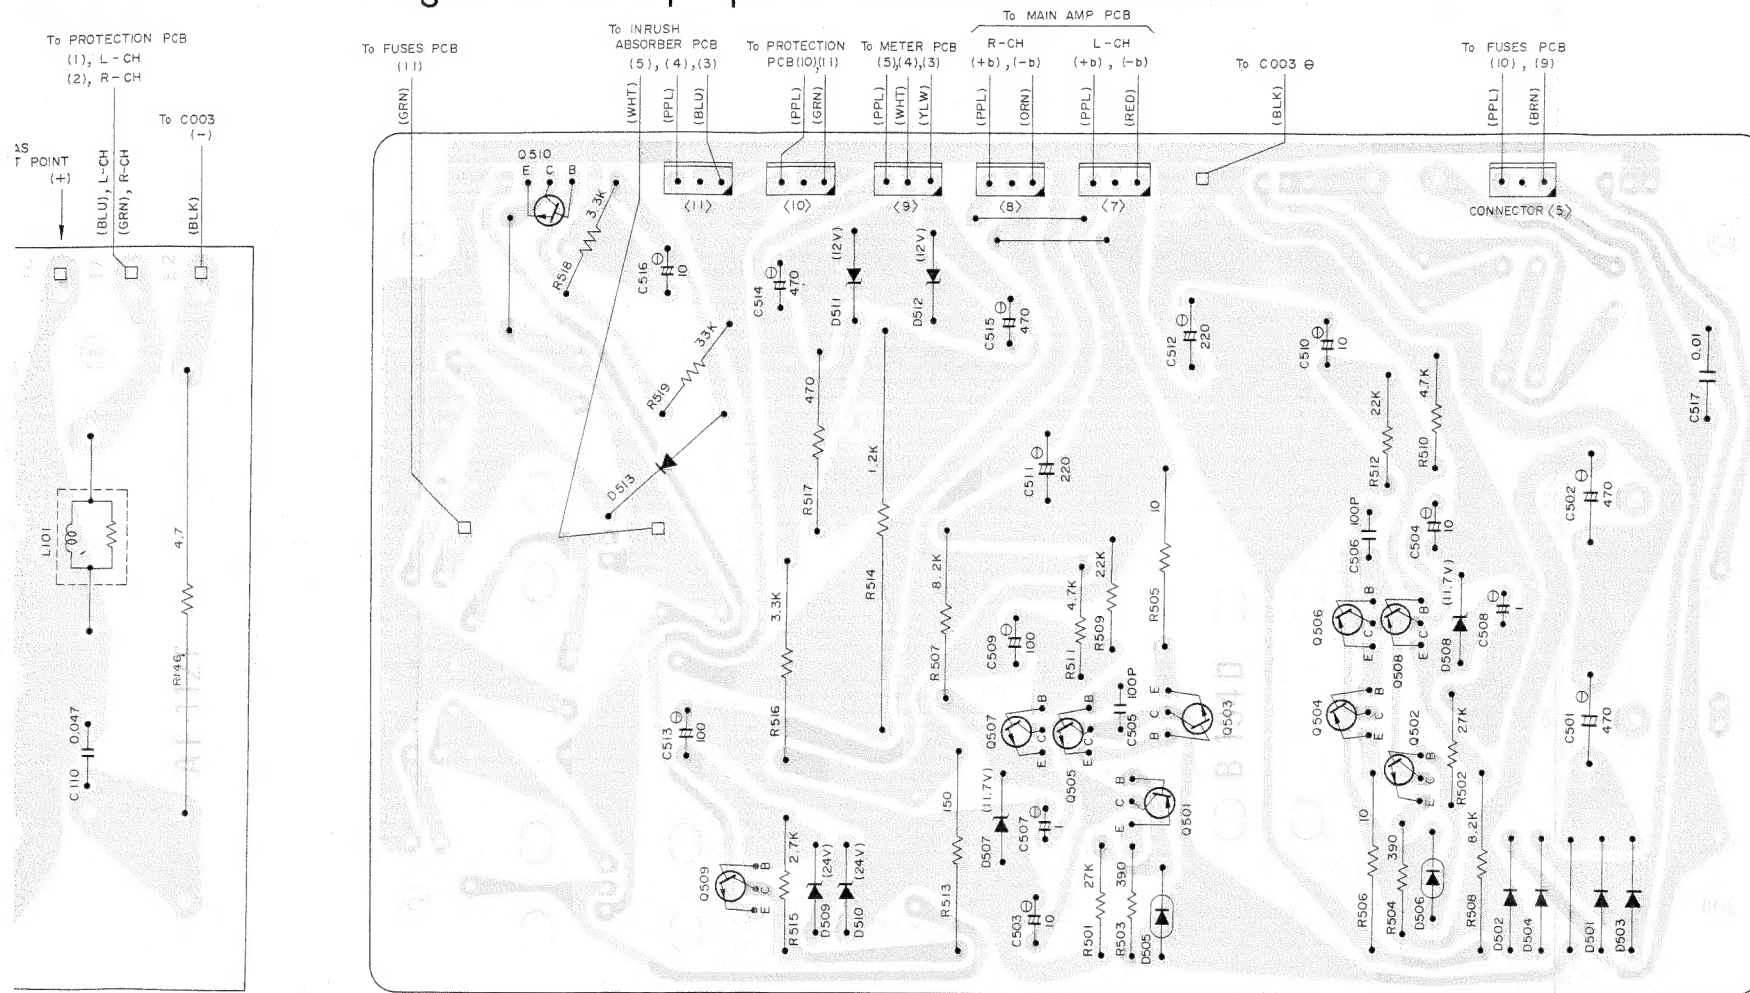 To PROTECTION PCB
(1), L-CH
(2), R-CH
To C003
(-)
AS
T POINT
(+)
(BLU), L-CH
(GRN), R-CH
(BLK)
L101
4.7
R146
C110 0.047
To FUSES PCB
(11)
(GRN)
To INRUSH
ABSORBER PCB
(5), (4), (3)
(WHT)
(PPL)
(BLU)
To PROTECTION
PCB(10),(11)
(PPL)
(GRN)
To METER PCB
(5),(4),(3)
(PPL)
(WHT)
(YLW)
To MAIN AMP PCB
R-CH
(+b), (-b)
(PPL)
(ORN)
L-CH
(+b), (-b)
(PPL)
(RED)
To C003 ⊖
(BLK)
To FUSES PCB
(10), (9)
(PPL)
(BRN)
Q510
E C B
<11>
<10>
<9>
<8>
<7>
CONNECTOR <5>
R518 3.3K
C516 10
C514 470
D511 (12V)
D512 (12V)
C515 470
C512 220
C510 10
C517 0.01
R519 33K
D513
R517 470
R514 1.2K
C511 220
R512 22K
R510 4.7K
C502 470
R516 3.3K
R507 8.2K
C509 100
R511 4.7K
R509 22K
R505 10
C506 100P
C504 10
Q506
B C E
Q508
B C E
D508 (11.7V)
C508 1
C513 100
Q507
B C E
Q505
B C E
C505 100P
Q503
E C B
Q504
B C E
Q502
B C E
R502 27K
C501 470
Q509
B C E
R515 2.7K
D509 (24V)
D510 (24V)
R513 150
D507 (11.7V)
C507 1
C503 10
Q501
B C E
R501 27K
R503 390
D505
R506 10
R504 390
D506
R508 8.2K
D502
D504
D501
D503